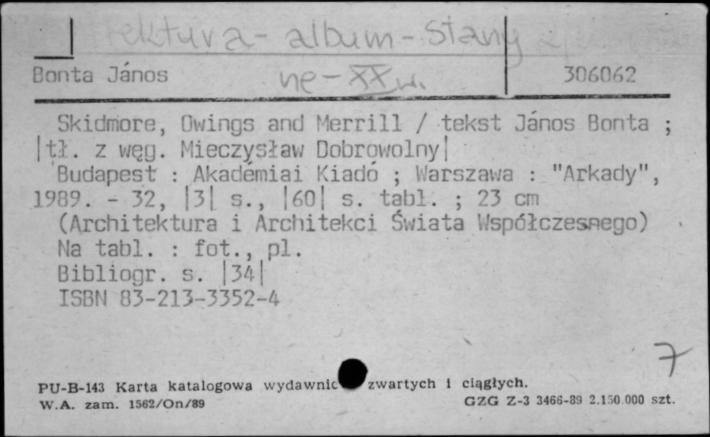 ektura - album - Stany
Bonta János ne - XX w. 306062
Skidmore, Owings and Merrill / tekst János Bonta ;
|tł. z węg. Mieczysław Dobrowolny|
Budapest : Akadémiai Kiadó ; Warszawa : "Arkady",
1989. - 32, |3| s., |60| s. tabl. ; 23 cm
(Architektura i Architekci Świata Współczesnego)
Na tabl. : fot., pl.
Bibliogr. s. |34|
ISBN 83-213-3352-4
7
PU-B-143 Karta katalogowa wydawnic zwartych i ciągłych.
W.A. zam. 1562/On/89 GZG Z-3 3466-89 2.150.000 szt.